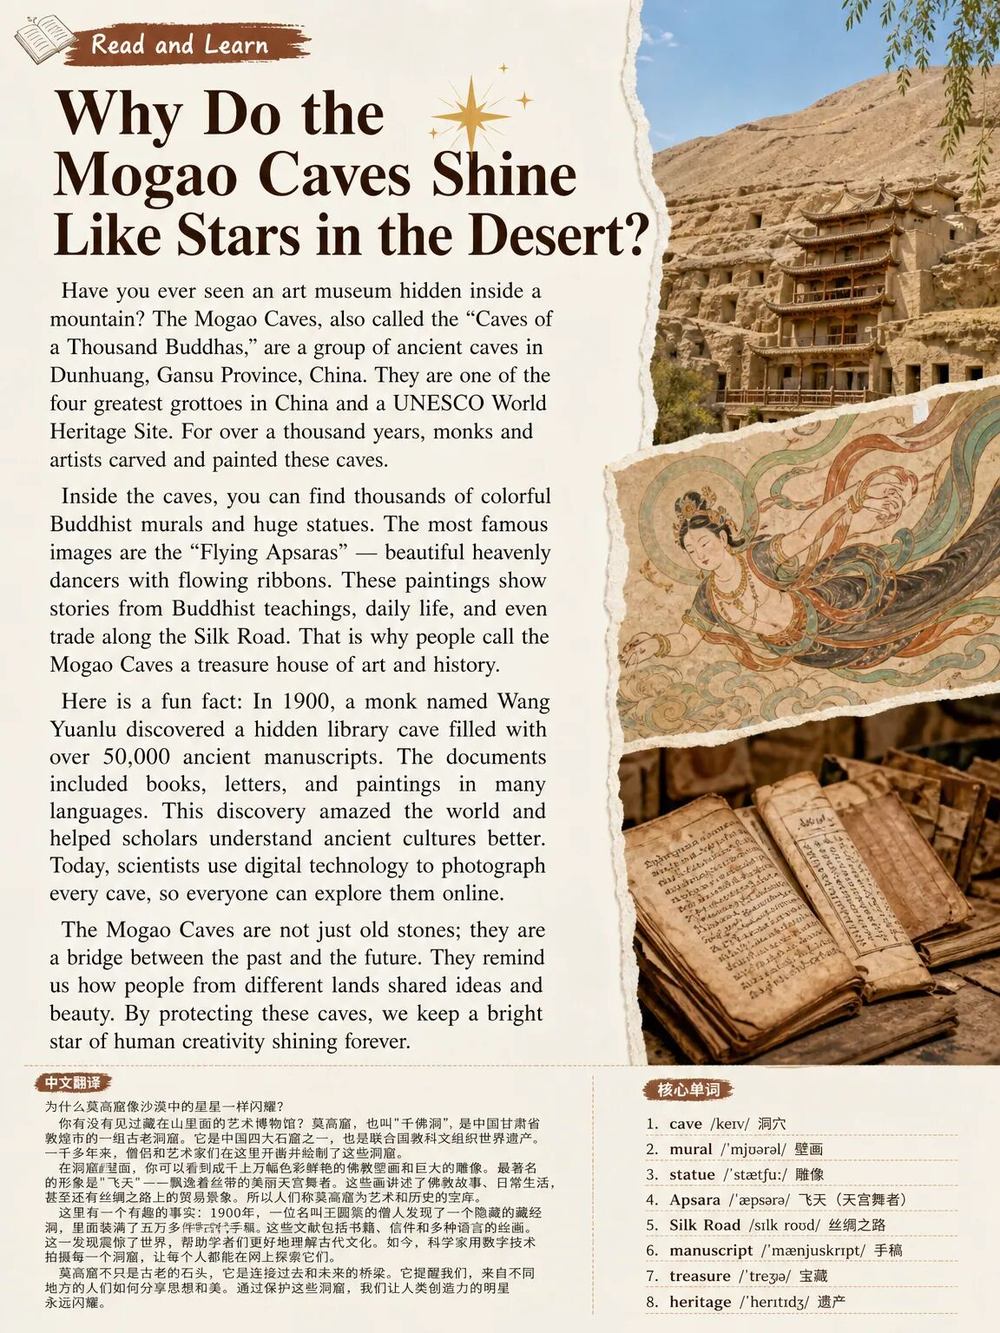 Read and Learn
Why Do the
Mogao Caves Shine
Like Stars in the Desert?
Have you ever seen an art museum hidden inside a
mountain? The Mogao Caves, also called the “Caves of
a Thousand Buddhas,” are a group of ancient caves in
Dunhuang, Gansu Province, China. They are one of the
four greatest grottoes in China and a UNESCO World
Heritage Site. For over a thousand years, monks and
artists carved and painted these caves.
Inside the caves, you can find thousands of colorful
Buddhist murals and huge statues. The most famous
images are the “Flying Apsaras” — beautiful heavenly
dancers with flowing ribbons. These paintings show
stories from Buddhist teachings, daily life, and even
trade along the Silk Road. That is why people call the
Mogao Caves a treasure house of art and history.
Here is a fun fact: In 1900, a monk named Wang
Yuanlu discovered a hidden library cave filled with
over 50,000 ancient manuscripts. The documents
included books, letters, and paintings in many
languages. This discovery amazed the world and
helped scholars understand ancient cultures better.
Today, scientists use digital technology to photograph
every cave, so everyone can explore them online.
The Mogao Caves are not just old stones; they are
a bridge between the past and the future. They remind
us how people from different lands shared ideas and
beauty. By protecting these caves, we keep a bright
star of human creativity shining forever.
中文翻译
为什么莫高窟像沙漠中的星星一样闪耀？
你有没有见过藏在山里面的艺术博物馆？莫高窟，也叫“千佛洞”，是中国甘肃省
敦煌市的一组古老洞窟。它是中国四大石窟之一，也是联合国教科文组织世界遗产。
一千多年来，僧侣和艺术家们在这里开凿并绘制了这些洞窟。
在洞窟里面，你可以看到成千上万幅色彩鲜艳的佛教壁画和巨大的雕像。最著名
的形象是“飞天”——飘逸着丝带的美丽天宫舞者。这些画讲述了佛教故事、日常生活，
甚至还有丝绸之路上的贸易景象。所以人们称莫高窟为艺术和历史的宝库。
这里有一个有趣的事实：1900年，一位名叫王圆箓的僧人发现了一个隐藏的藏经
洞，里面装满了五万多 手稿。这些文献包括书籍、信件和多种语言的丝画。
这一发现震惊了世界，帮助学者们更好地理解古代文化。如今，科学家用数字技术
拍摄每一个洞窟，让每个人都能在网上探索它们。
莫高窟不只是古老的石头，它是连接过去和未来的桥梁。它提醒我们，来自不同
地方的人们如何分享思想和美。通过保护这些洞窟，我们让人类创造力的明星
永远闪耀。
核心单词
1. cave /keɪv/ 洞穴
2. mural /ˈmjʊərəl/ 壁画
3. statue /ˈstætʃuː/ 雕像
4. Apsara /ˈæpsərə/ 飞天（天宫舞者）
5. Silk Road /sɪlk roʊd/ 丝绸之路
6. manuscript /ˈmænjuskrɪpt/ 手稿
7. treasure /ˈtreʒə/ 宝藏
8. heritage /ˈherɪtɪdʒ/ 遗产